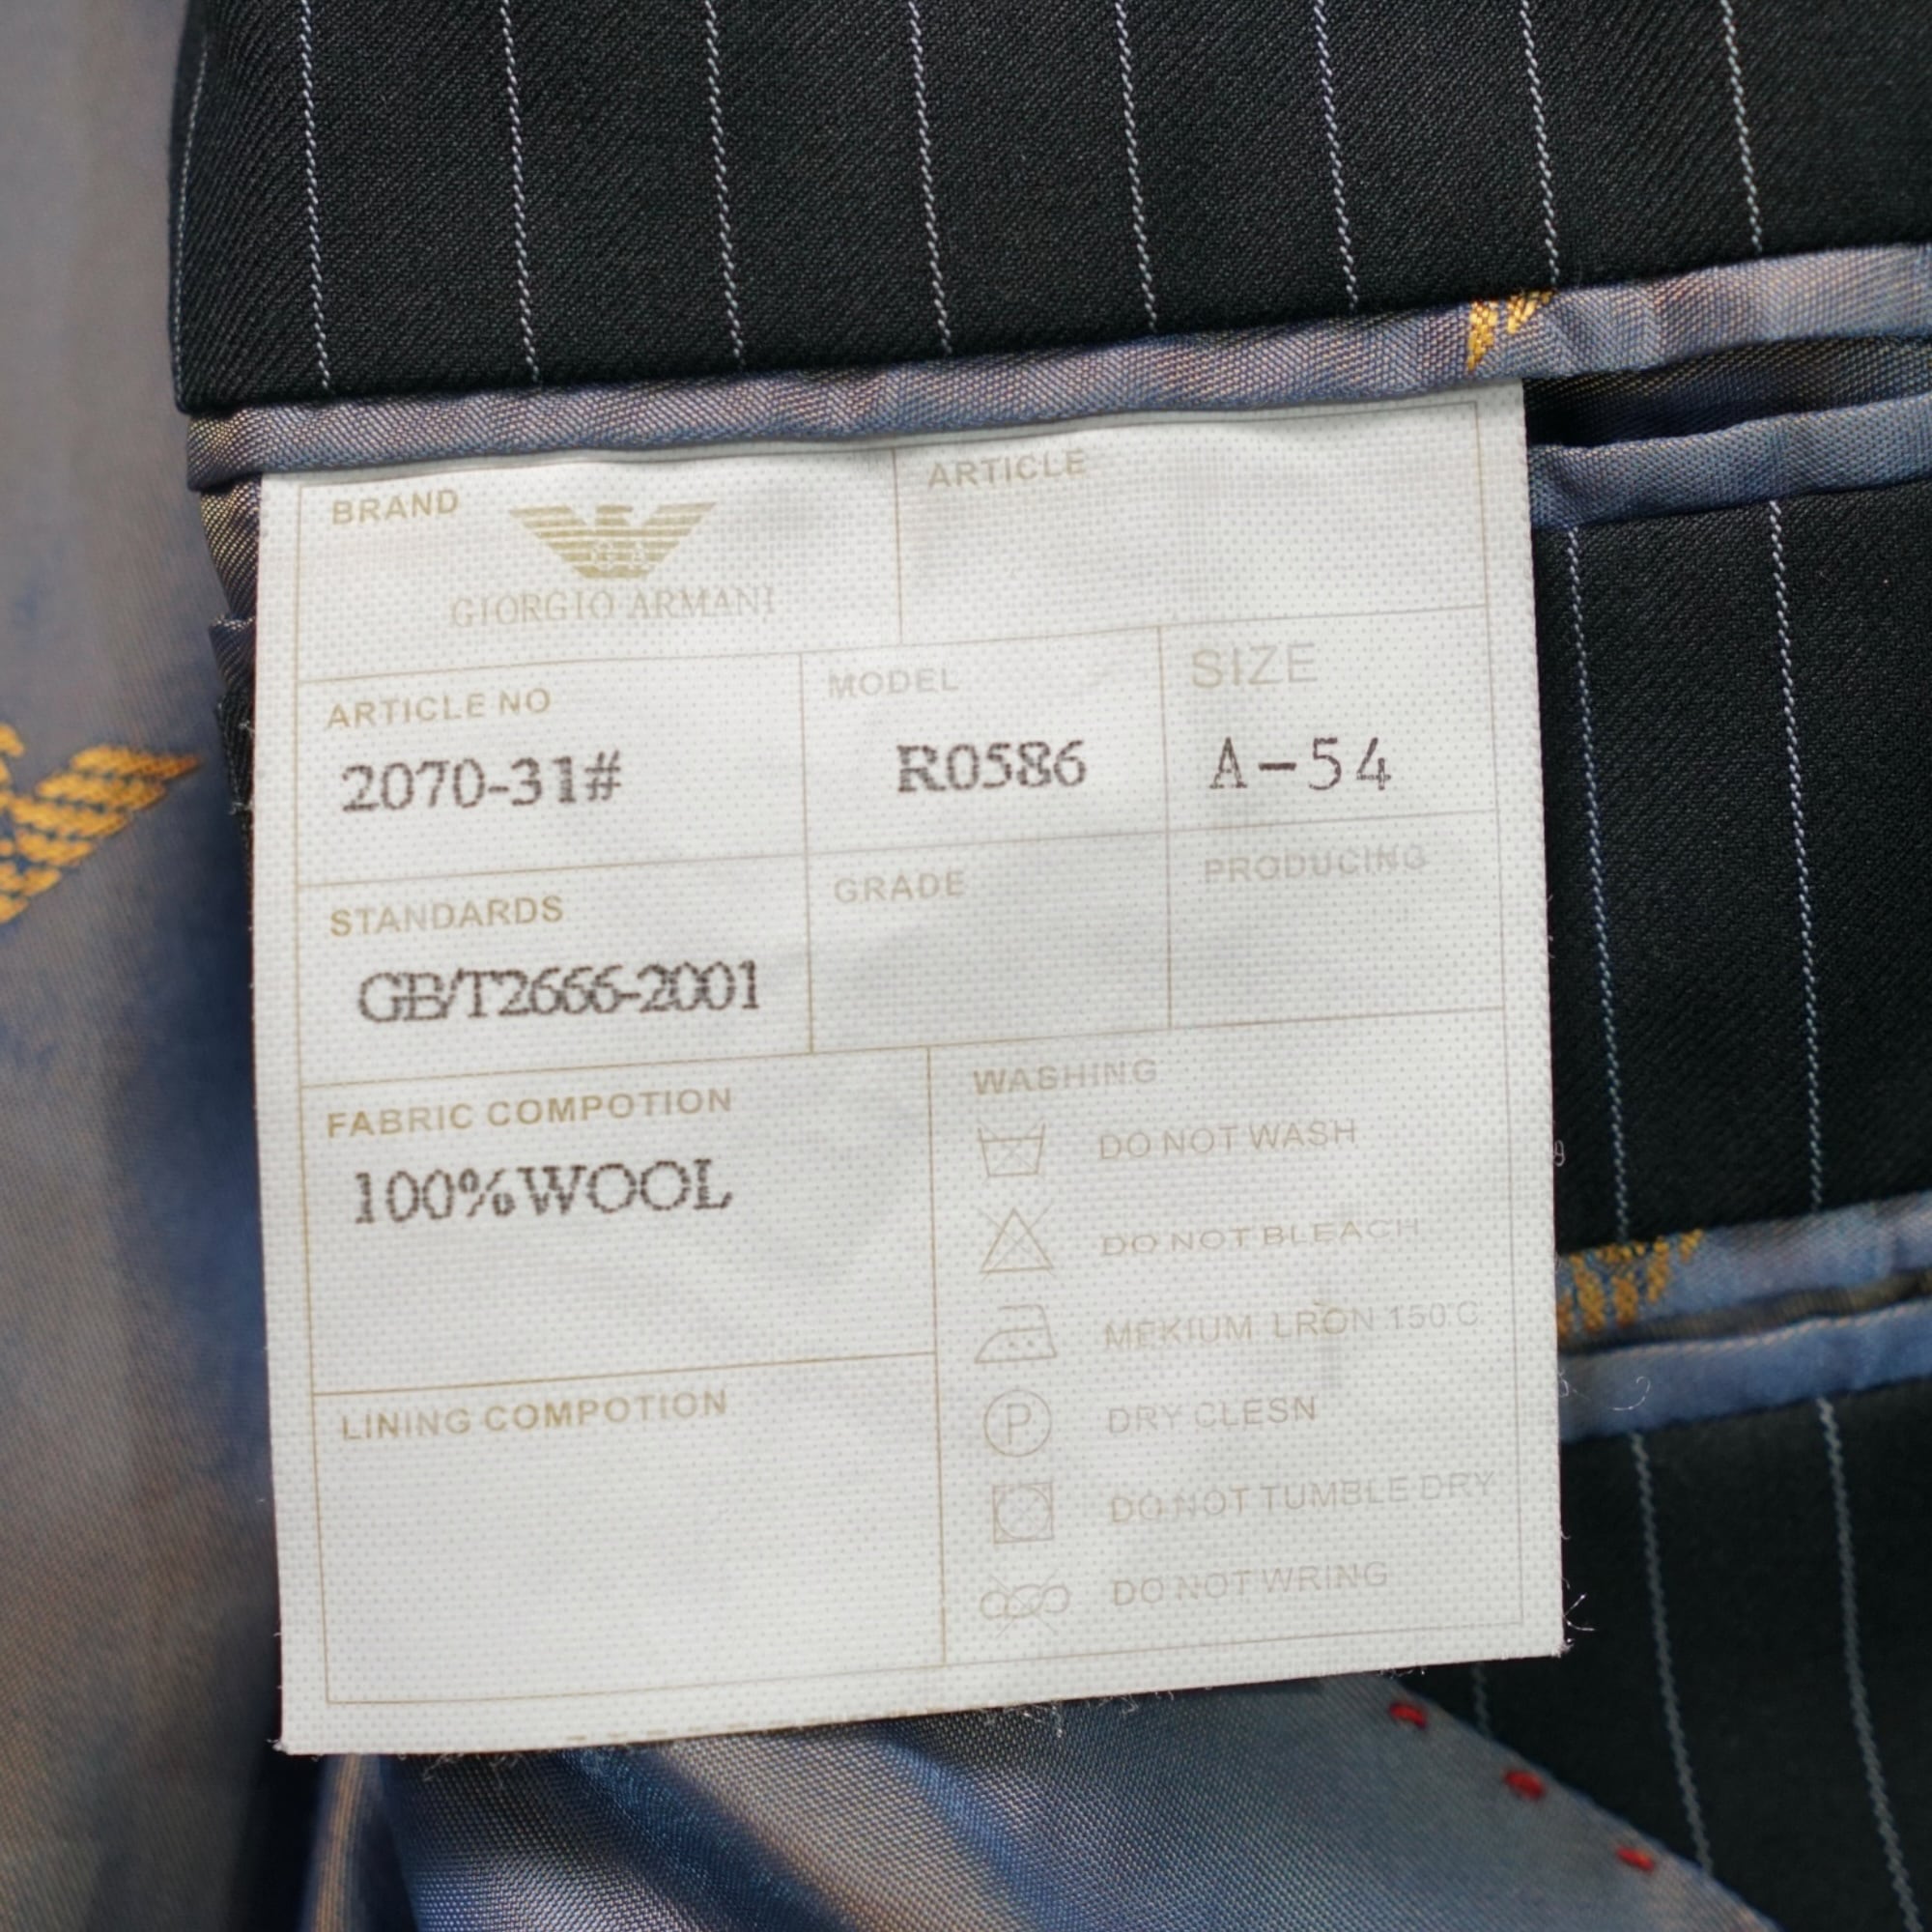 BRAND
ARTICLE
GA
GIORGIO ARMANI
ARTICLE NO
2070-31#
MODEL
R0586
SIZE
A-54
STANDARDS
GB/T2666-2001
GRADE
PRODUCING
FABRIC COMPOTION
100%WOOL
LINING COMPOTION
WASHING
DO NOT WASH
DO NOT BLEACH
MEKIUM LRON 150 C
P DRY CLESN
DO NOT TUMBLE DRY
DO NOT WRING